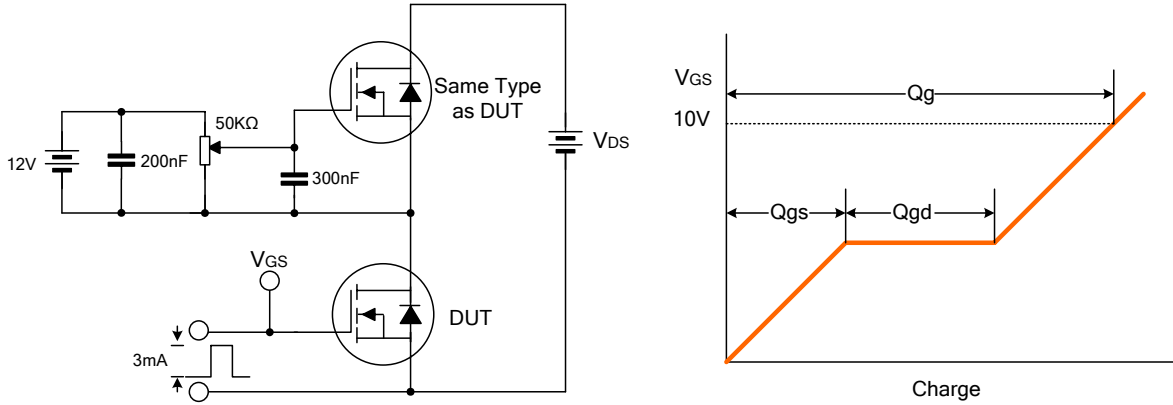 Same Type
as DUT
50KΩ
12V
200nF
300nF
VDS
VGS
DUT
3mA
VGS
Qg
10V
Qgs
Qgd
Charge